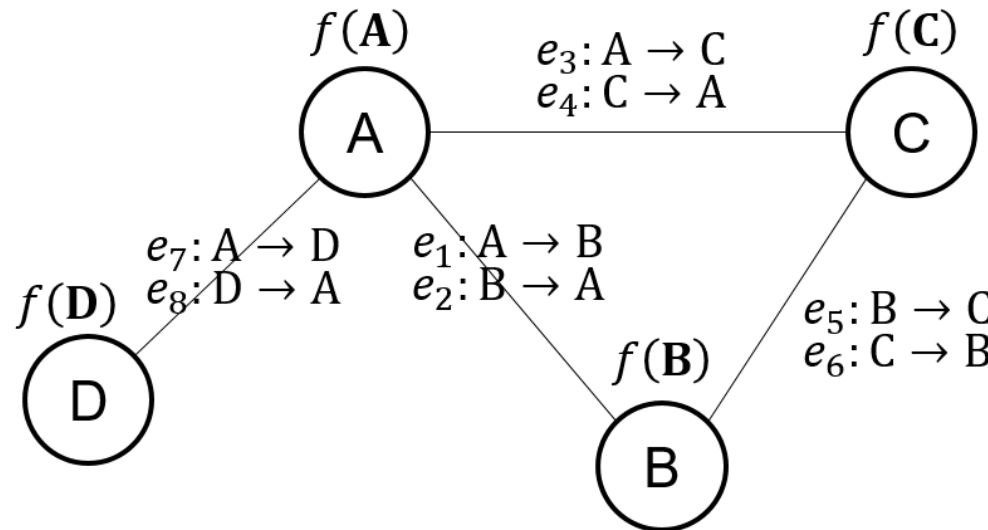 f(A)
f(C)
e₃: A → C
e₄: C → A
A
C
e₇: A → D
e₈: D → A
e₁: A → B
e₂: B → A
f(D)
e₅: B → C
e₆: C → B
f(B)
D
B